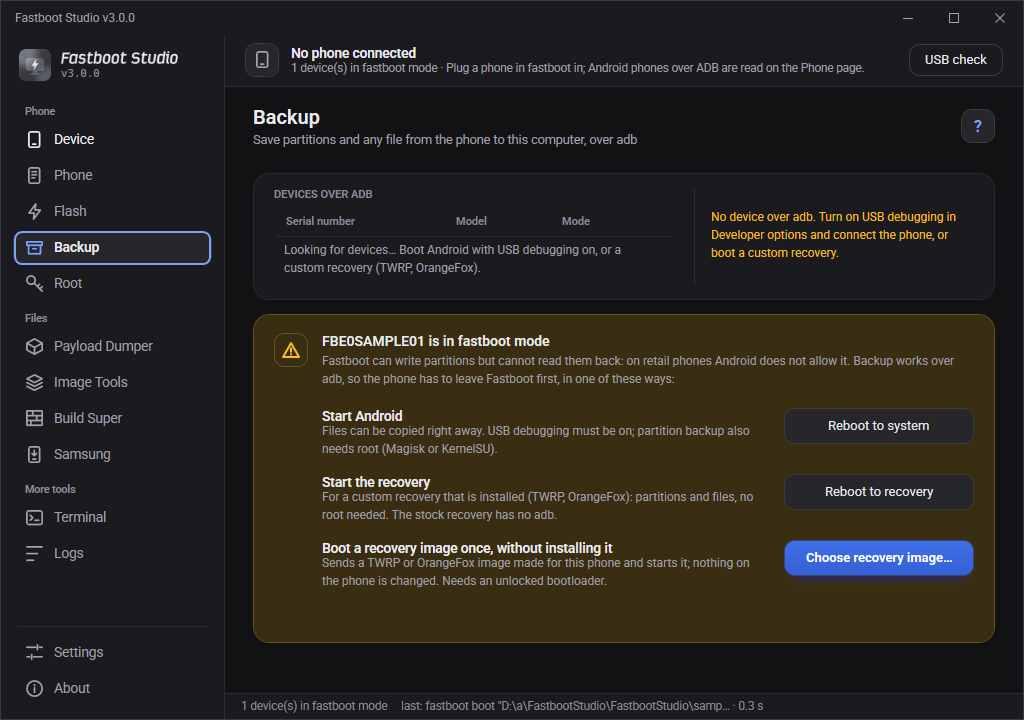 Fastboot Studio v3.0.0
Fastboot Studio
v3.0.0
No phone connected
1 device(s) in fastboot mode · Plug a phone in fastboot in; Android phones over ADB are read on the Phone page.
USB check
Phone
Device
Phone
Flash
Backup
Root
Files
Payload Dumper
Image Tools
Build Super
Samsung
More tools
Terminal
Logs
Settings
About
Backup
Save partitions and any file from the phone to this computer, over adb
?
DEVICES OVER ADB
Serial number Model Mode
Looking for devices... Boot Android with USB debugging on, or a
custom recovery (TWRP, OrangeFox).
No device over adb. Turn on USB debugging in
Developer options and connect the phone, or
boot a custom recovery.
FBE0SAMPLE01 is in fastboot mode
Fastboot can write partitions but cannot read them back: on retail phones Android does not allow it. Backup works over
adb, so the phone has to leave Fastboot first, in one of these ways:
Start Android
Files can be copied right away. USB debugging must be on; partition backup also
needs root (Magisk or KernelSU).
Reboot to system
Start the recovery
For a custom recovery that is installed (TWRP, OrangeFox): partitions and files, no
root needed. The stock recovery has no adb.
Reboot to recovery
Boot a recovery image once, without installing it
Sends a TWRP or OrangeFox image made for this phone and starts it; nothing on
the phone is changed. Needs an unlocked bootloader.
Choose recovery image...
1 device(s) in fastboot mode last: fastboot boot "D:\a\FastbootStudio\FastbootStudio\samp... · 0.3 s